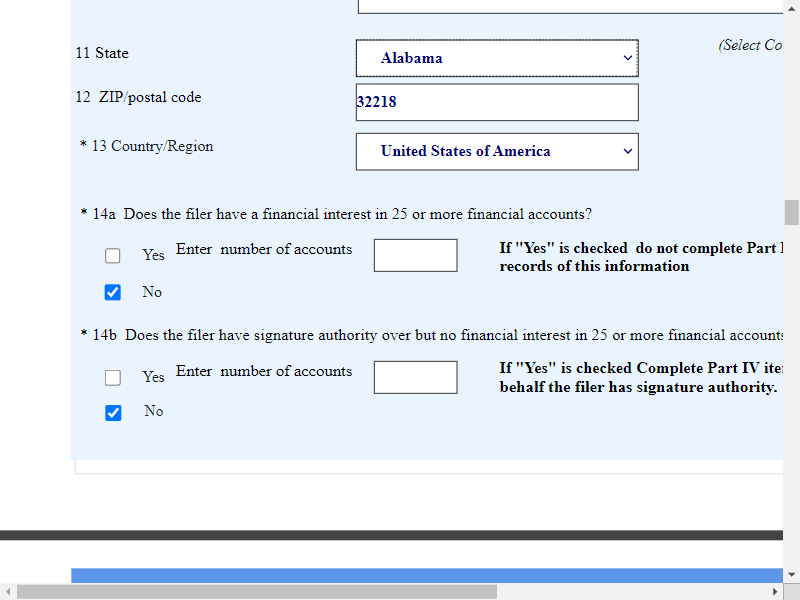 11 State
Alabama
(Select Co
12 ZIP/postal code
32218
* 13 Country/Region
United States of America
* 14a Does the filer have a financial interest in 25 or more financial accounts?
Yes Enter number of accounts
If "Yes" is checked do not complete Part I
records of this information
No
* 14b Does the filer have signature authority over but no financial interest in 25 or more financial accounts
Yes Enter number of accounts
If "Yes" is checked Complete Part IV ite
behalf the filer has signature authority.
No